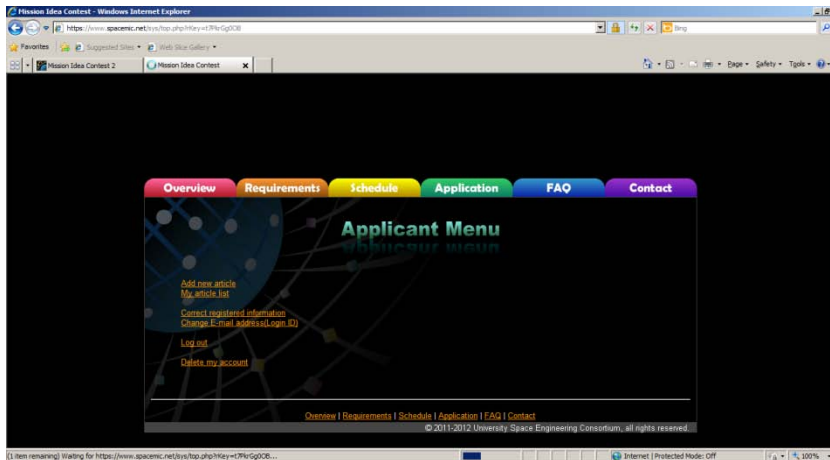 Mission Idea Contest - Windows Internet Explorer
https://www.spacemic.net/sys/top.php?rKey=t7PkrGg0OB
Bing
Favorites Suggested Sites Web Slice Gallery
Mission Idea Contest 2 Mission Idea Contest x Page Safety Tools
Overview Requirements Schedule Application FAQ Contact
Applicant Menu
Add new article
My article list
Correct registered information
Change E-mail address(Login ID)
Log out
Delete my account
Overview | Requirements | Schedule | Application | FAQ | Contact
© 2011-2012 University Space Engineering Consortium, all rights reserved.
(1 item remaining) Waiting for https://www.spacemic.net/sys/top.php?rKey=t7PkrGg0OB... Internet | Protected Mode: Off 100%